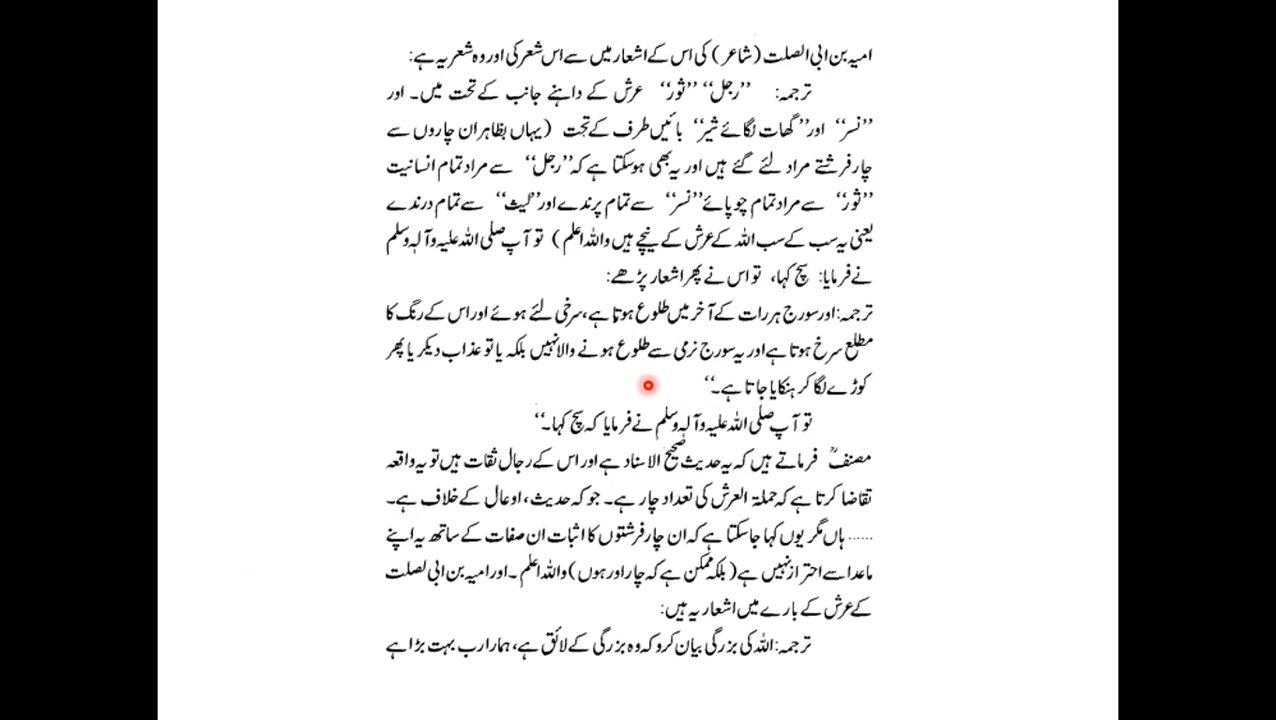 امیہ بن ابی الصلت (شاعر) کی اس کے اشعار میں سے اس شعر کی اور وہ شعر یہ ہے:
ترجمہ: ’’رجل‘‘ ’’ثور‘‘ عرش کے داہنے جانب کے تحت میں۔ اور
’’نسر‘‘ اور ’’گھات لگائے شیر‘‘ بائیں طرف کے تحت (یہاں بظاہر ان چاروں سے
چار فرشتے مراد لئے گئے ہیں اور یہ بھی ہوسکتا ہے کہ ’’رجل‘‘ سے مراد تمام انسانیت
’’ثور‘‘ سے مراد تمام چوپائے ’’نسر‘‘ سے تمام پرندے اور ’’لیث‘‘ سے تمام درندے
یعنی یہ سب کے سب اللہ کے عرش کے نیچے ہیں واللہ اعلم) تو آپ صلی اللہ علیہ وآلہ وسلم
نے فرمایا: سچ کہا، تو اس نے پھر اشعار پڑھے:
ترجمہ: اور سورج ہر رات کے آخر میں طلوع ہوتا ہے، سرخی لئے ہوئے اور اس کے رنگ کا
مطلع سرخ ہوتا ہے اور یہ سورج نرمی سے طلوع ہونے والا نہیں بلکہ یا تو عذاب دیکر یا پھر
کوڑے لگا کر ہنکایا جاتا ہے۔‘‘
تو آپ صلی اللہ علیہ وآلہ وسلم نے فرمایا کہ سچ کہا۔‘‘
مصنفؒ فرماتے ہیں کہ یہ حدیث صحیح الاسناد ہے اور اس کے رجال ثقات ہیں تو یہ واقعہ
تقاضا کرتا ہے کہ حملۃ العرش کی تعداد چار ہے۔ جو کہ حدیث، اوعال کے خلاف ہے۔
...... ہاں مگر یوں کہا جاسکتا ہے کہ ان چار فرشتوں کا اثبات ان صفات کے ساتھ یہ اپنے
ماعدا سے احتراز نہیں ہے (بلکہ ممکن ہے کہ چار اور ہوں) واللہ اعلم۔ اور امیہ بن ابی لصلت
کے عرش کے بارے میں اشعار یہ ہیں:
ترجمہ: اللہ کی بزرگی بیان کرو کہ وہ بزرگی کے لائق ہے، ہمارا رب بہت بڑا ہے